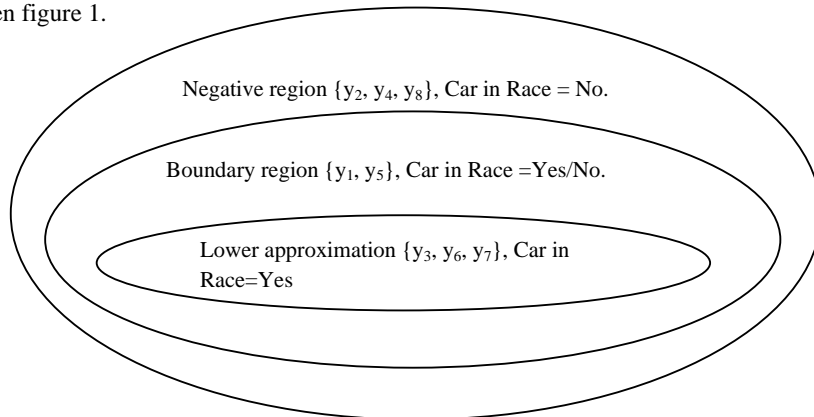 en figure 1.
Negative region {y₂, y₄, y₈}, Car in Race = No.
Boundary region {y₁, y₅}, Car in Race =Yes/No.
Lower approximation {y₃, y₆, y₇}, Car in
Race=Yes